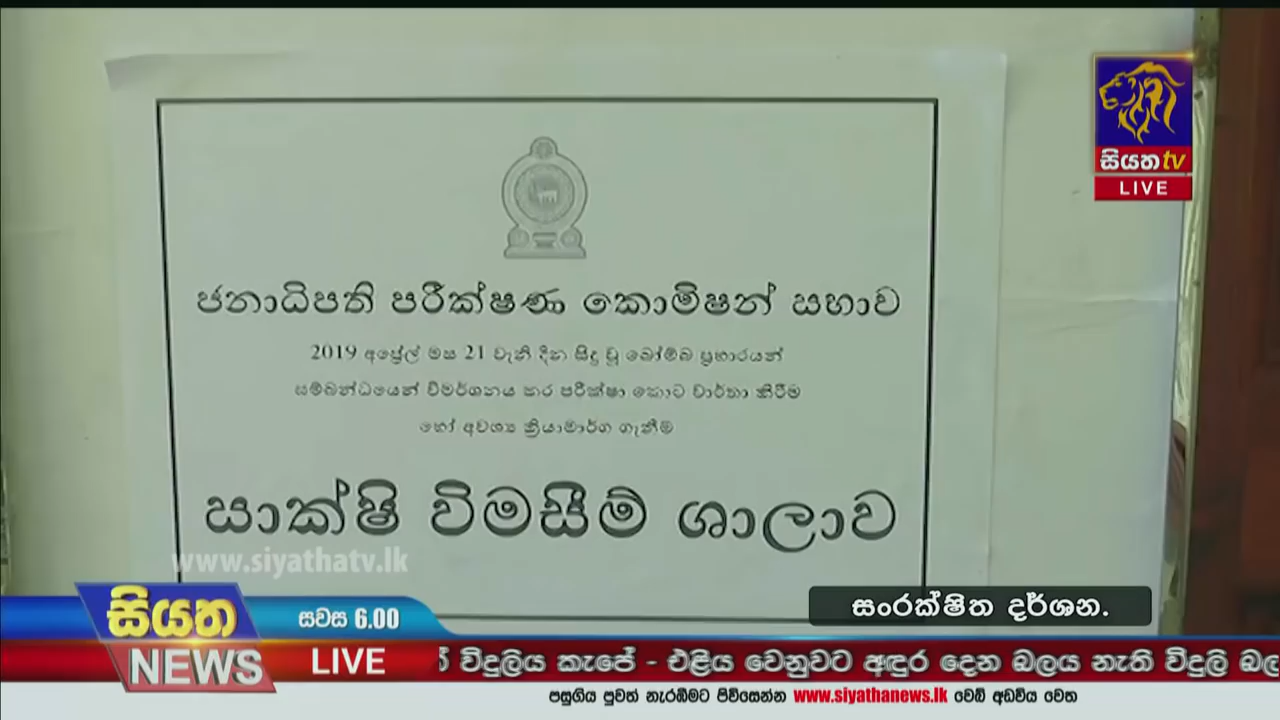 සියත tv
LIVE
ජනාධිපති පරීක්ෂණ කොමිෂන් සභාව
2019 අප්‍රේල් මස 21 වැනි දින සිදු වූ බෝම්බ ප්‍රහාරයන්
සම්බන්ධයෙන් විමර්ශනය කර පරීක්ෂා කොට වාර්තා කිරීම
හෝ අවශ්‍ය ක්‍රියාමාර්ග ගැනීම
සාක්ෂි විමසීම් ශාලාව
www.siyathatv.lk
සංරක්ෂිත දර්ශන.
සියත
සවස 6.00
NEWS
LIVE
විදුලිය කැපේ - එළිය වෙනුවට අඳුර දෙන බලය නැති විදුලි බල
පසුගිය පුවත් නැරඹීමට පිවිසෙන්න www.siyathanews.lk වෙබ් අඩවිය වෙත